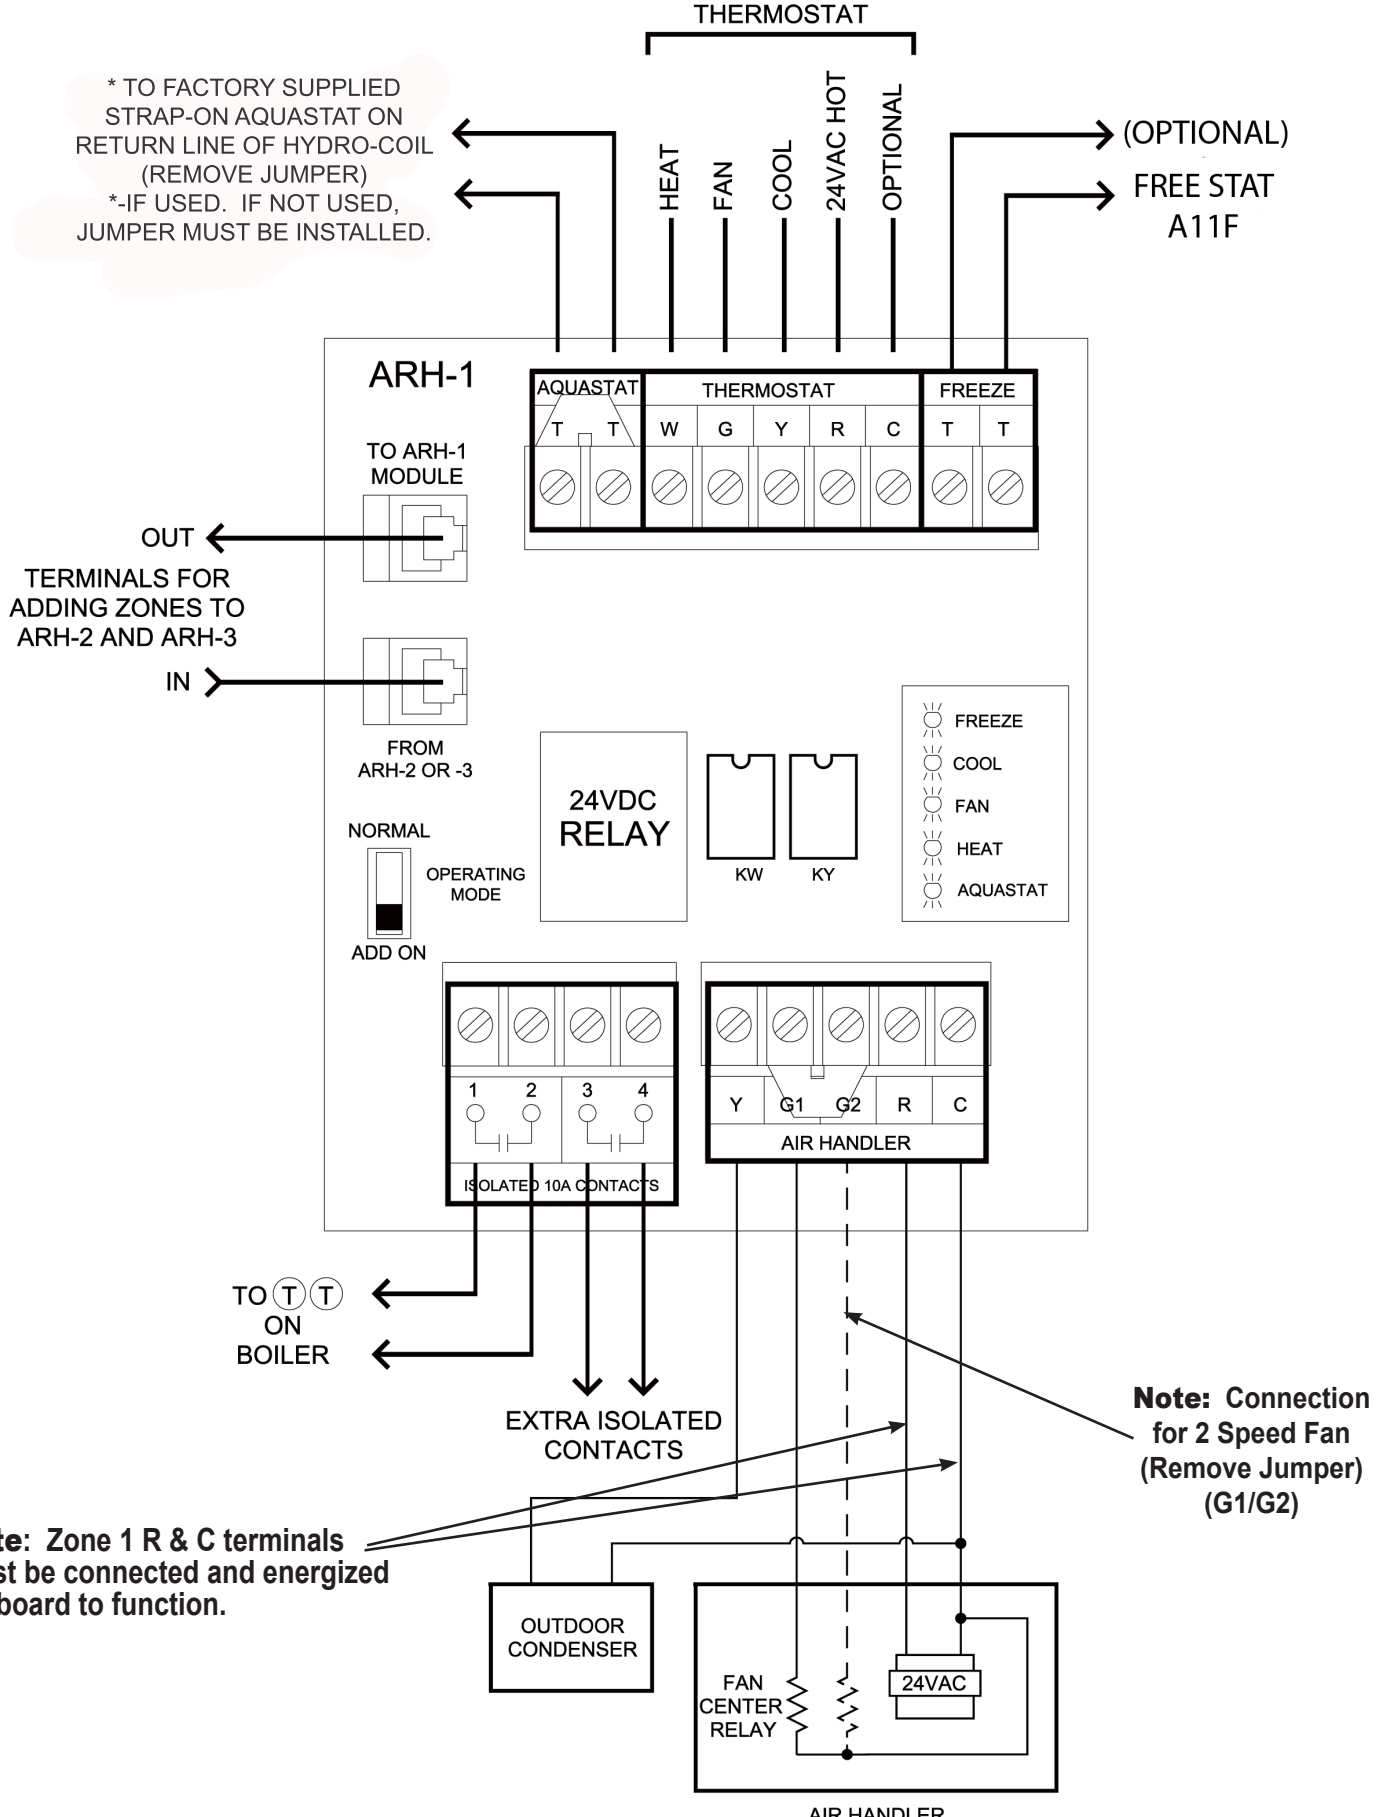 THERMOSTAT
* TO FACTORY SUPPLIED
STRAP-ON AQUASTAT ON
RETURN LINE OF HYDRO-COIL
(REMOVE JUMPER)
*-IF USED.  IF NOT USED,
JUMPER MUST BE INSTALLED.
HEAT
FAN
COOL
24VAC HOT
OPTIONAL
(OPTIONAL)
FREE STAT
A11F
ARH-1
AQUASTAT
THERMOSTAT
FREEZE
T T W G Y R C T T
TO ARH-1
MODULE
OUT
TERMINALS FOR
ADDING ZONES TO
ARH-2 AND ARH-3
IN
FROM
ARH-2 OR -3
FREEZE
COOL
FAN
HEAT
AQUASTAT
24VDC
RELAY
KW
KY
NORMAL
OPERATING
MODE
ADD ON
1 2 3 4
ISOLATED 10A CONTACTS
Y G1 G2 R C
AIR HANDLER
TO T T
ON
BOILER
EXTRA ISOLATED
CONTACTS
Note: Connection
for 2 Speed Fan
(Remove Jumper)
(G1/G2)
te: Zone 1 R & C terminals
st be connected and energized
board to function.
OUTDOOR
CONDENSER
FAN
CENTER
RELAY
24VAC
AIR HANDLER